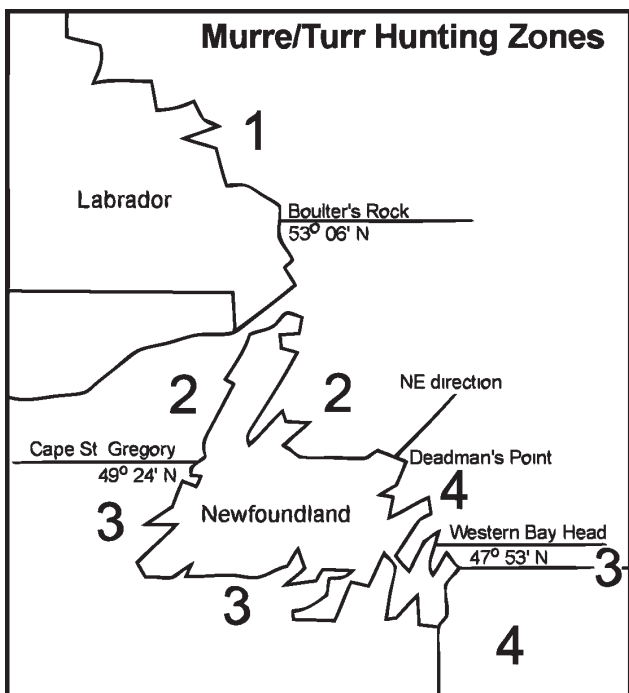 Murre/Turr Hunting Zones
1
Labrador
Boulter's Rock
53° 06' N
2
2
NE direction
Cape St Gregory
49° 24' N
Deadman's Point
4
3
Newfoundland
Western Bay Head
47° 53' N
3
3
4